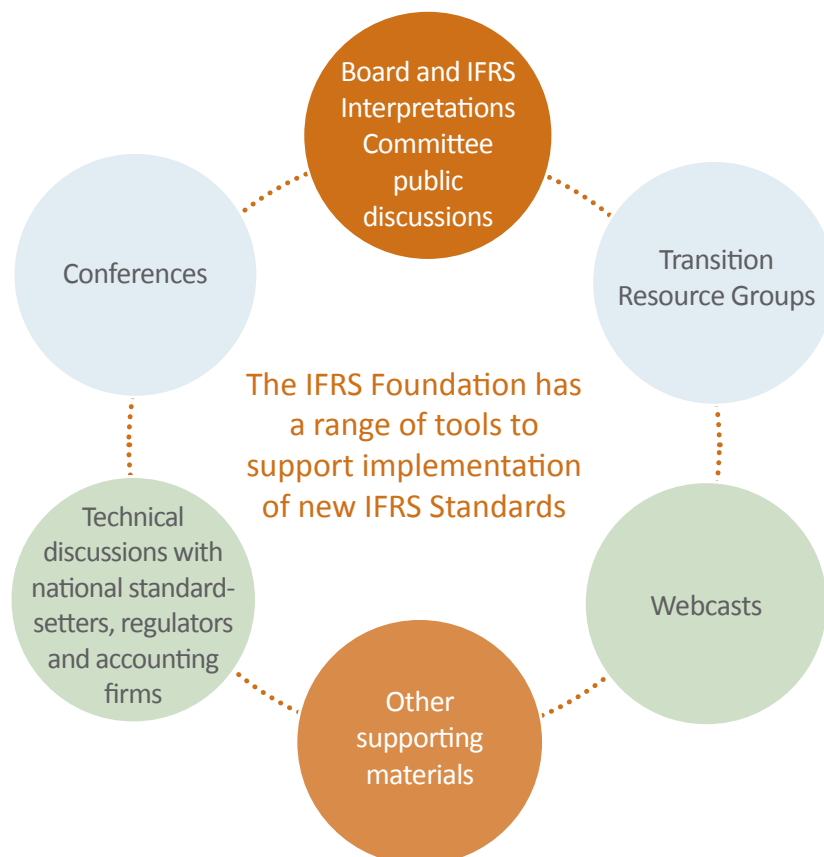 Board and IFRS
Interpretations
Committee
public
discussions
Transition
Resource Groups
Webcasts
Other
supporting
materials
Technical
discussions with
national standard-
setters, regulators
and accounting
firms
Conferences
The IFRS Foundation has
a range of tools to
support implementation
of new IFRS Standards